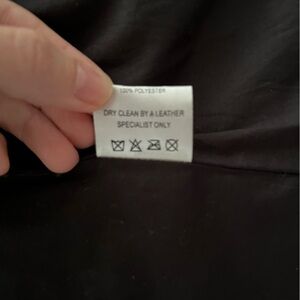 100% POLYESTER
DRY CLEAN BY A LEATHER
SPECIALIST ONLY